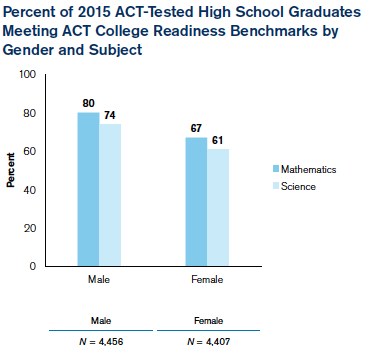 Percent of 2015 ACT-Tested High School Graduates
Meeting ACT College Readiness Benchmarks by
Gender and Subject
100
80
60
40
20
0
Percent
80
74
67
61
Male
Female
Mathematics
Science
Male Female
N = 4,456 N = 4,407